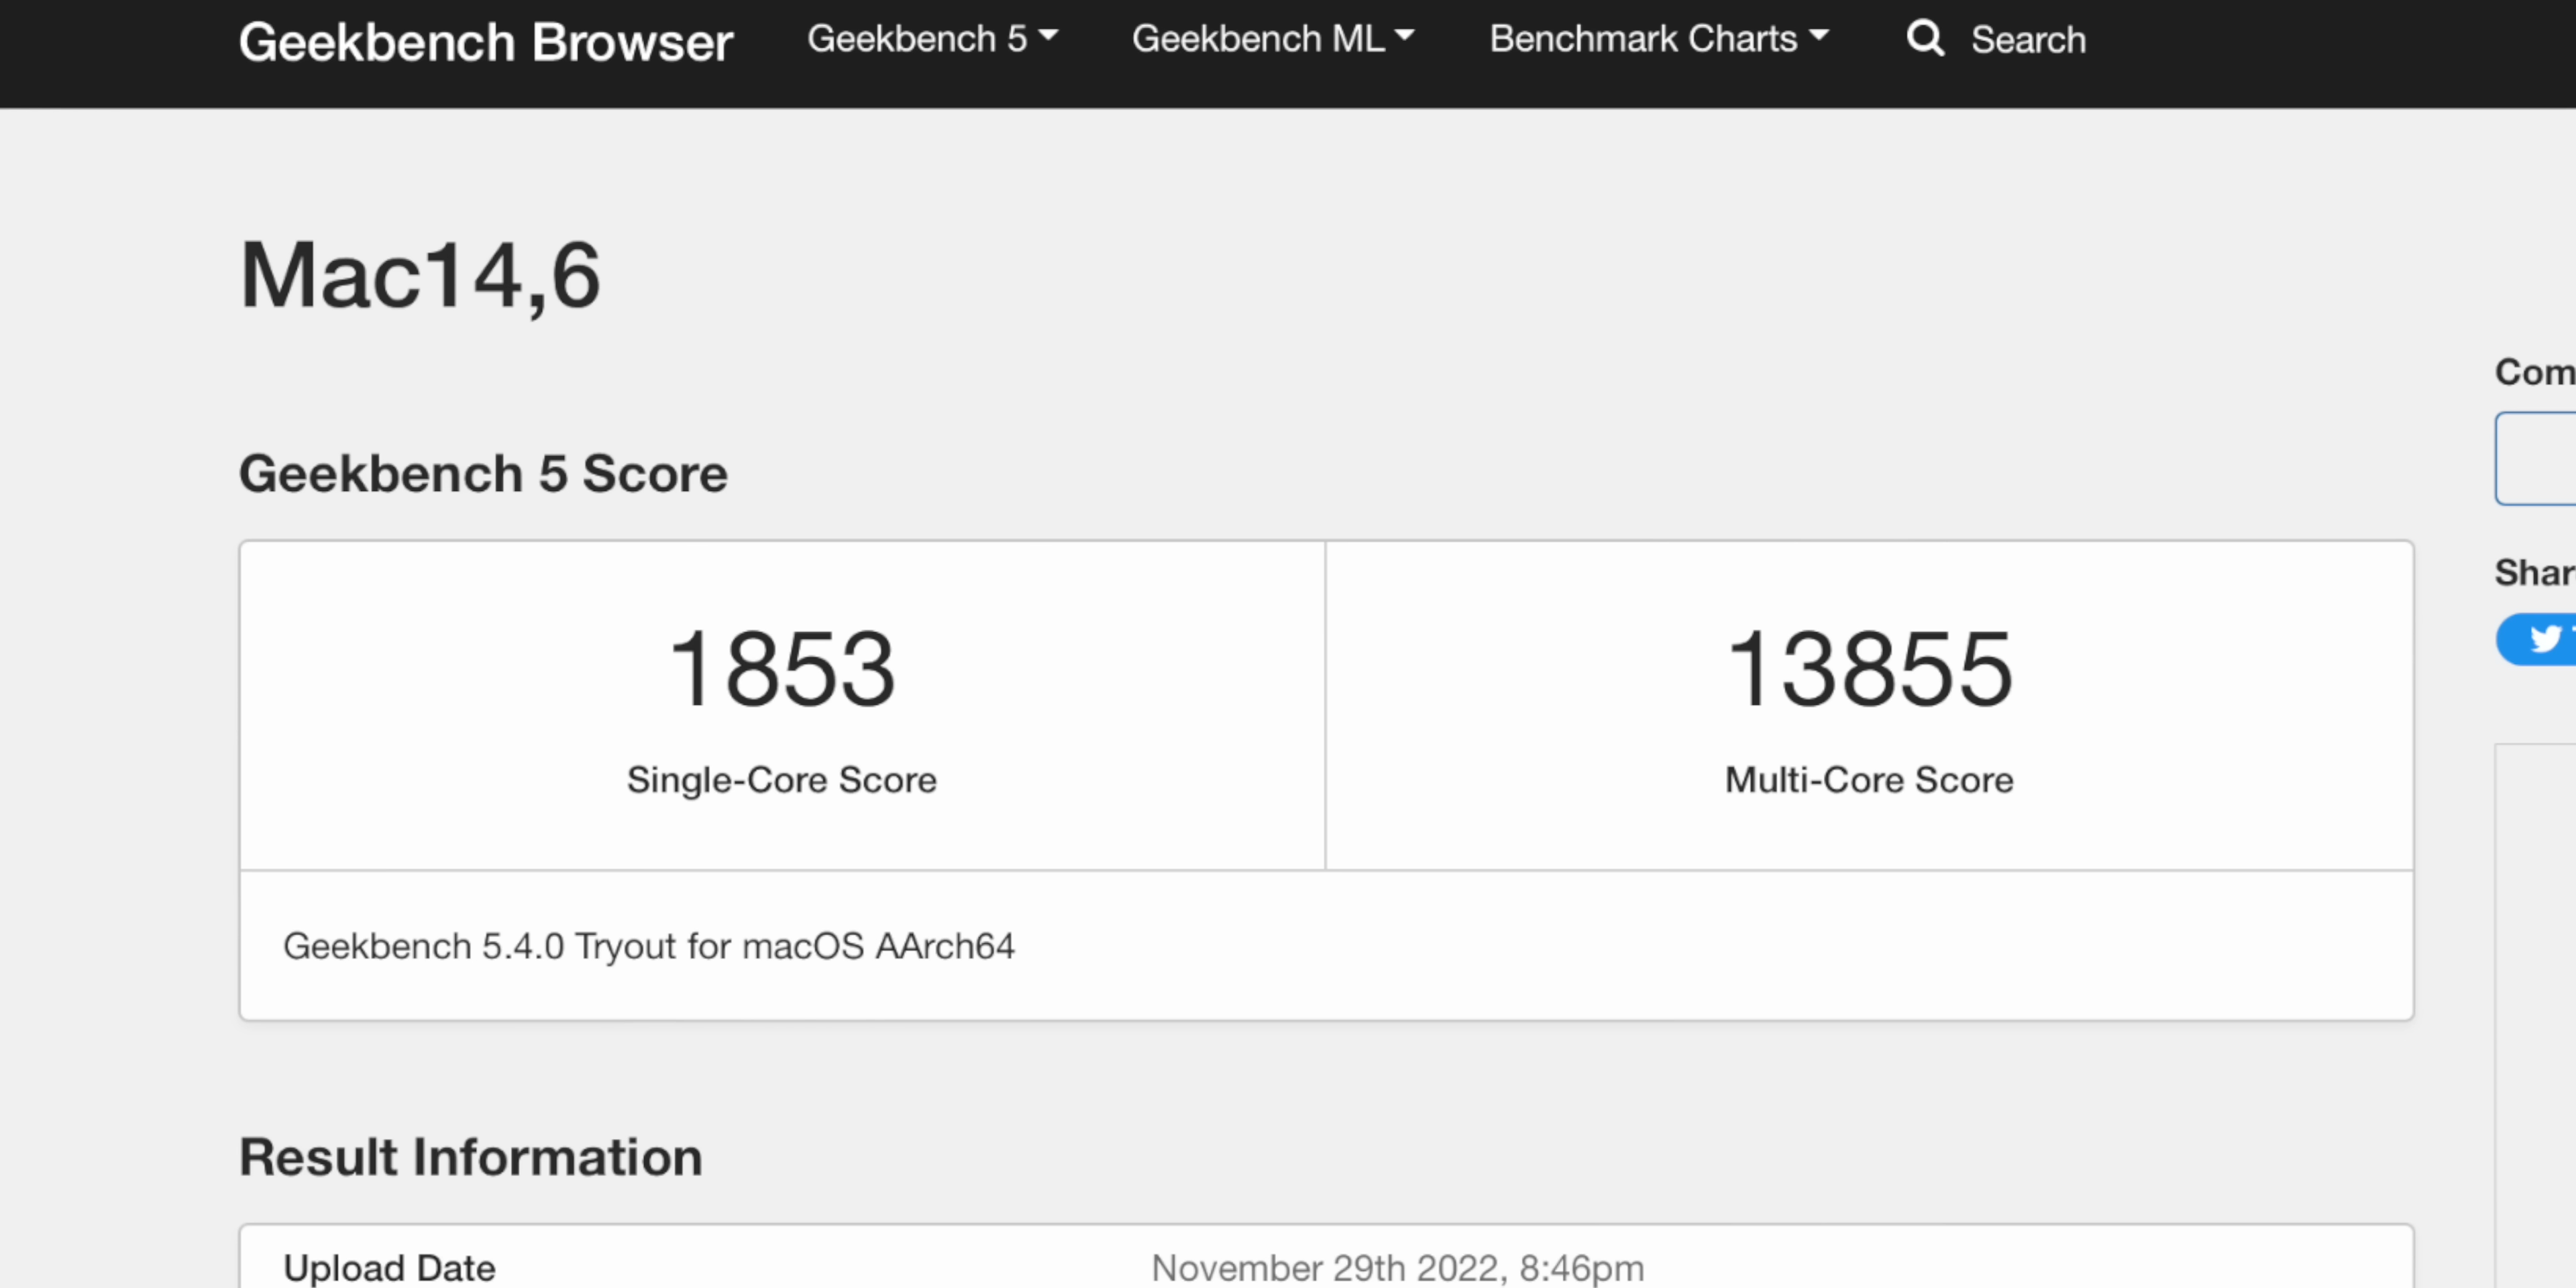 Geekbench Browser Geekbench 5 Geekbench ML Benchmark Charts Search
Mac14,6
Com
Geekbench 5 Score
Shar
1853 13855
Single-Core Score Multi-Core Score
Geekbench 5.4.0 Tryout for macOS AArch64
Result Information
Upload Date November 29th 2022, 8:46pm